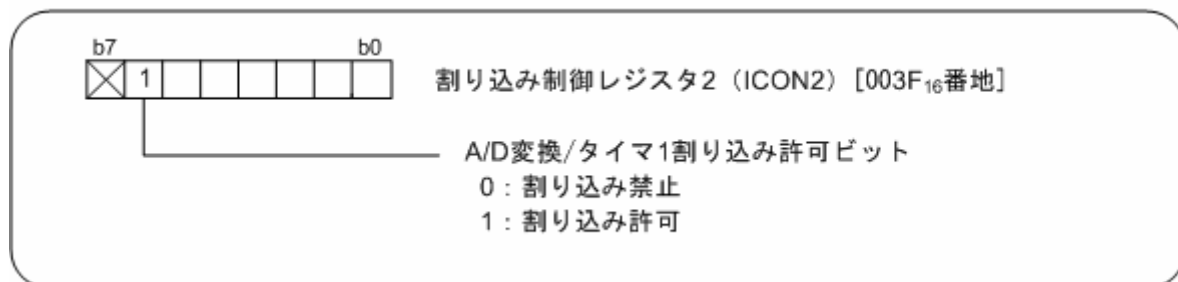 b7 b0
1
割り込み制御レジスタ2（ICON2）[003F16番地]
A/D変換/タイマ1割り込み許可ビット
0：割り込み禁止
1：割り込み許可